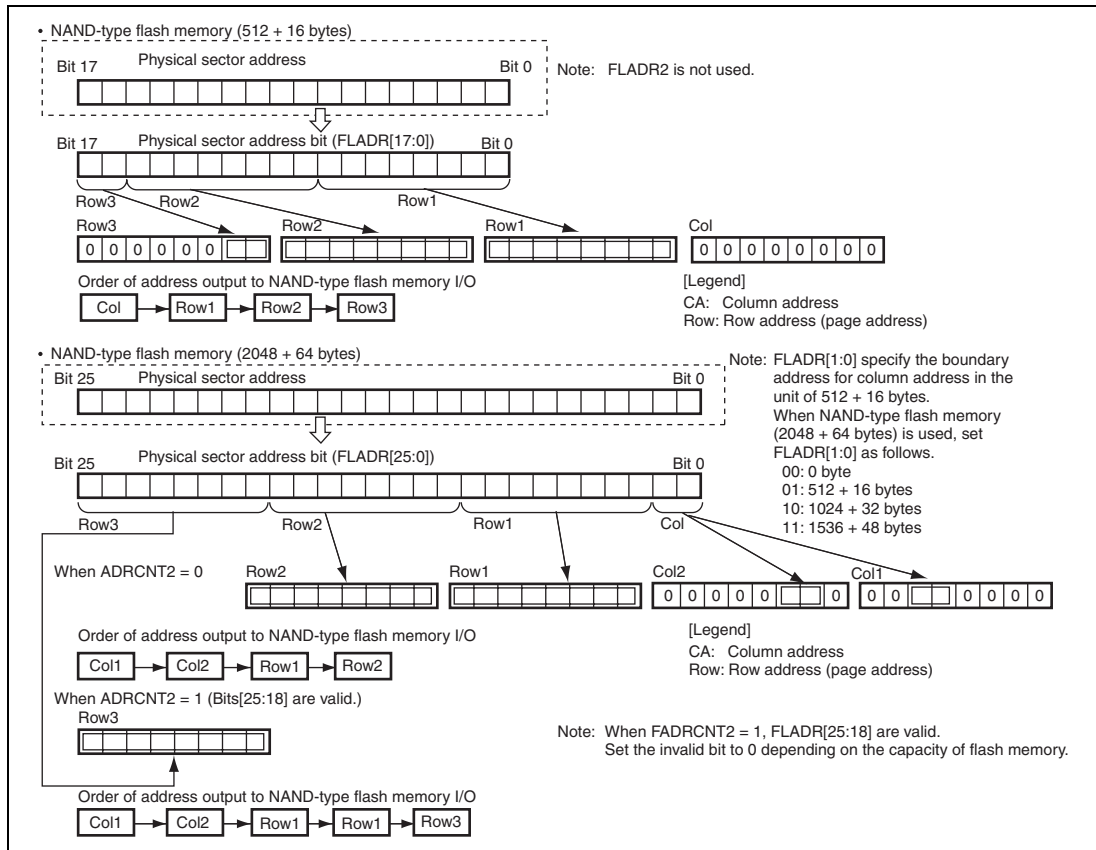 • NAND-type flash memory (512 + 16 bytes)
Bit 17 Physical sector address Bit 0
Note: FLADR2 is not used.
Bit 17 Physical sector address bit (FLADR[17:0]) Bit 0
Row3 Row2 Row1
Row3 Row2 Row1 Col
0 0 0 0 0 0 0 0 0 0 0 0 0 0
Order of address output to NAND-type flash memory I/O
Col Row1 Row2 Row3
[Legend]
CA: Column address
Row: Row address (page address)
• NAND-type flash memory (2048 + 64 bytes)
Bit 25 Physical sector address Bit 0
Note: FLADR[1:0] specify the boundary
address for column address in the
unit of 512 + 16 bytes.
When NAND-type flash memory
(2048 + 64 bytes) is used, set
FLADR[1:0] as follows.
00: 0 byte
01: 512 + 16 bytes
10: 1024 + 32 bytes
11: 1536 + 48 bytes
Bit 25 Physical sector address bit (FLADR[25:0]) Bit 0
Row3 Row2 Row1 Col
When ADRCNT2 = 0
Row2 Row1 Col2 Col1
0 0 0 0 0 0 0 0 0 0 0 0 0
Order of address output to NAND-type flash memory I/O
Col1 Col2 Row1 Row2
[Legend]
CA: Column address
Row: Row address (page address)
When ADRCNT2 = 1 (Bits[25:18] are valid.)
Row3
Note: When FADRCNT2 = 1, FLADR[25:18] are valid.
Set the invalid bit to 0 depending on the capacity of flash memory.
Order of address output to NAND-type flash memory I/O
Col1 Col2 Row1 Row1 Row3